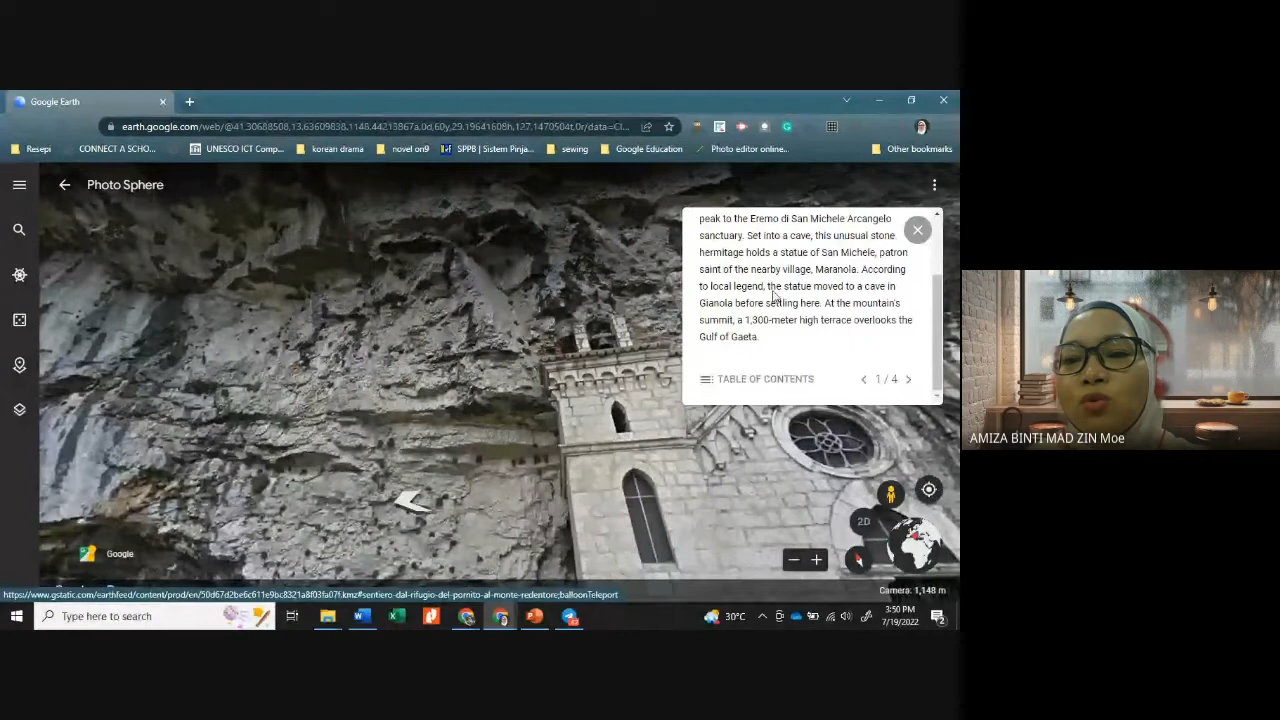 Google Earth
earth.google.com/web/@41.30688508,13.63609838,1148.44213867a,0d,60y,29.19641608h,127.1470504t,0r/data=CI...
Resepi
CONNECT A SCHO...
UNESCO ICT Comp...
korean drama
novel on9
SPPB | Sistem Pinja...
sewing
Google Education
Photo editor online...
Other bookmarks
Photo Sphere
peak to the Eremo di San Michele Arcangelo
sanctuary. Set into a cave, this unusual stone
hermitage holds a statue of San Michele, patron
saint of the nearby village, Maranola. According
to local legend, the statue moved to a cave in
Gianola before settling here. At the mountain's
summit, a 1,300-meter high terrace overlooks the
Gulf of Gaeta.
TABLE OF CONTENTS
1 / 4
AMIZA BINTI MAD ZIN Moe
2D
Google
https://www.gstatic.com/earthfeed/content/prod/en/50d67d2be6c611e9bc8321a8f03fa07f.kmz#sentiero-dal-rifugio-del-pornito-al-monte-redentore;balloonTeleport
Camera: 1,148 m
Type here to search
30°C
3:50 PM
7/19/2022